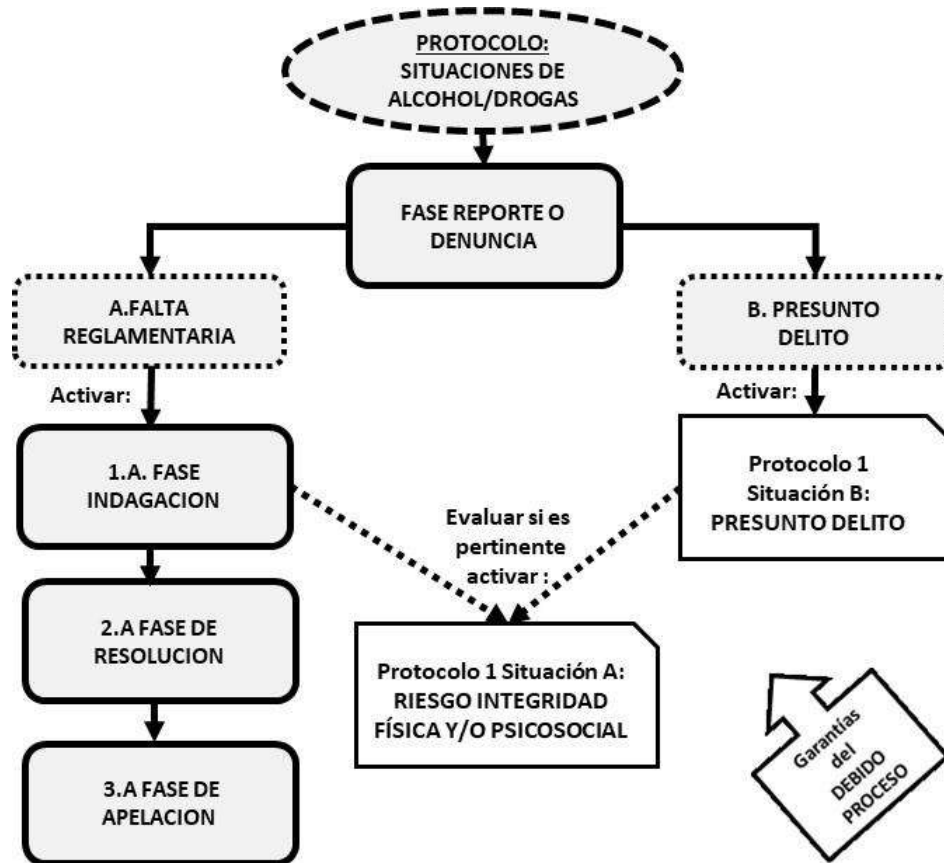 PROTOCOLO:
SITUACIONES DE
ALCOHOL/DROGAS
FASE REPORTE O
DENUNCIA
A.FALTA
REGLAMENTARIA
B. PRESUNTO
DELITO
Activar:
Activar:
1.A. FASE
INDAGACION
Protocolo 1
Situación B:
PRESUNTO DELITO
Evaluar si es
pertinente
activar :
2.A FASE DE
RESOLUCION
Protocolo 1 Situación A:
RIESGO INTEGRIDAD
FÍSICA Y/O PSICOSOCIAL
3.A FASE DE
APELACION
Garantías
del
DEBIDO
PROCESO